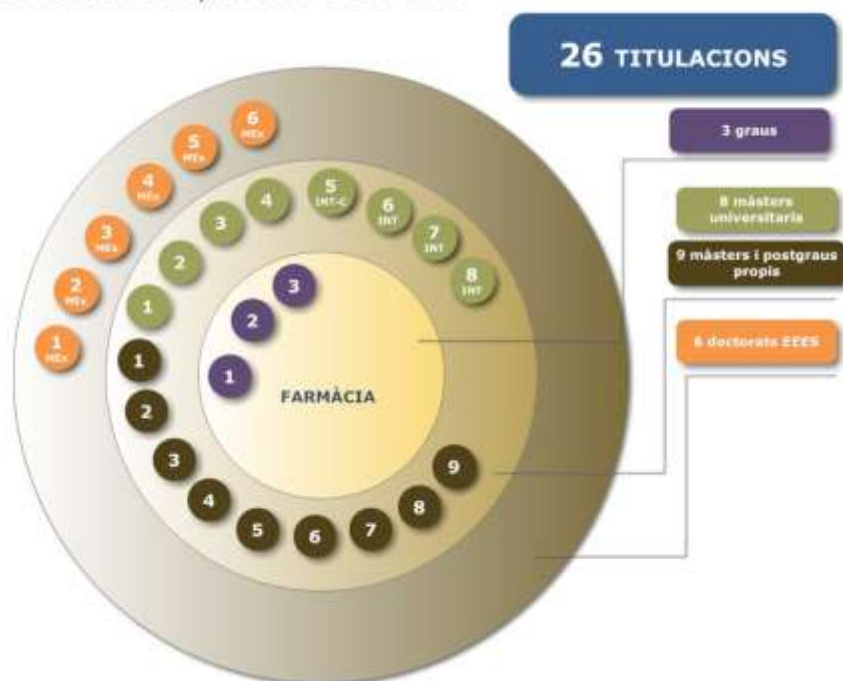 26 TITULACIONS
3 graus
8 màsters
universitaris
9 màsters i postgraus
propis
6 doctorats EEES
6
MEx
5
MEx
4
MEx
3
MEx
2
MEx
1
MEx
1
2
3
4
5
INT-C
6
INT
7
INT
8
INT
3
2
1
FARMÀCIA
1
2
3
4
5
6
7
8
9